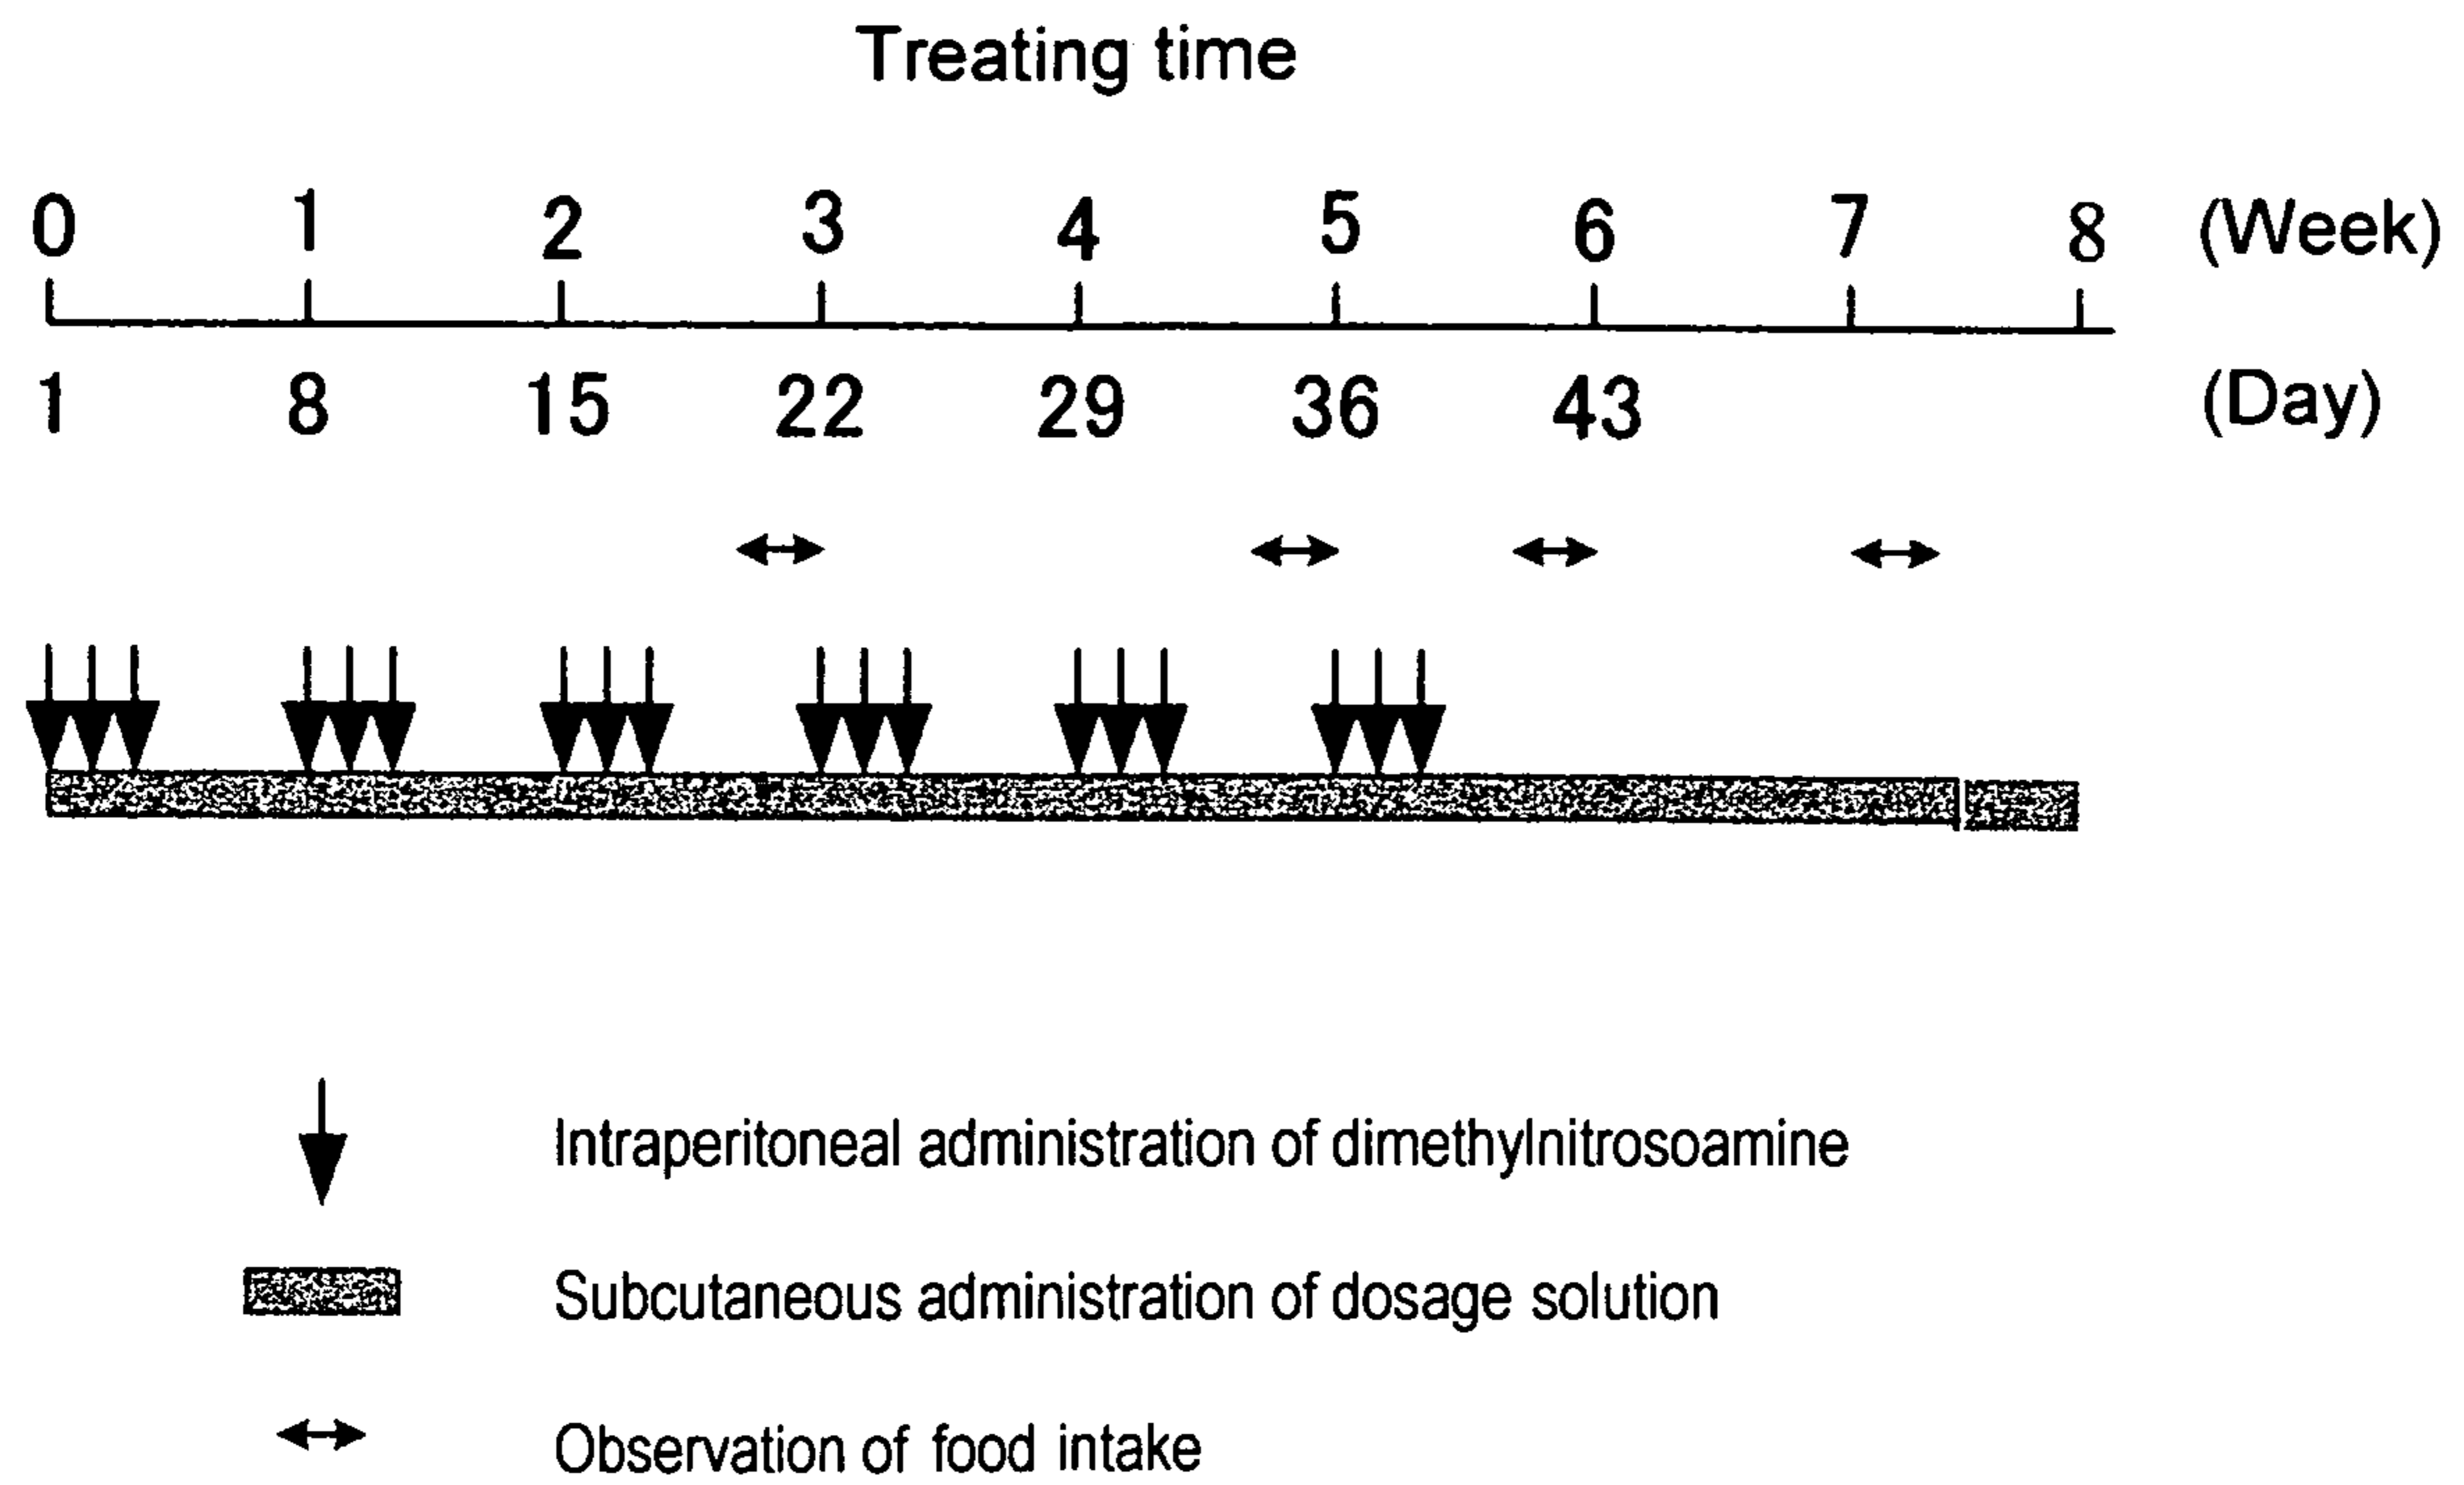 Treating time
0 1 2 3 4 5 6 7 8 (Week)
1 8 15 22 29 36 43 (Day)
Intraperitoneal administration of dimethylnitrosoamine
Subcutaneous administration of dosage solution
Observation of food intake